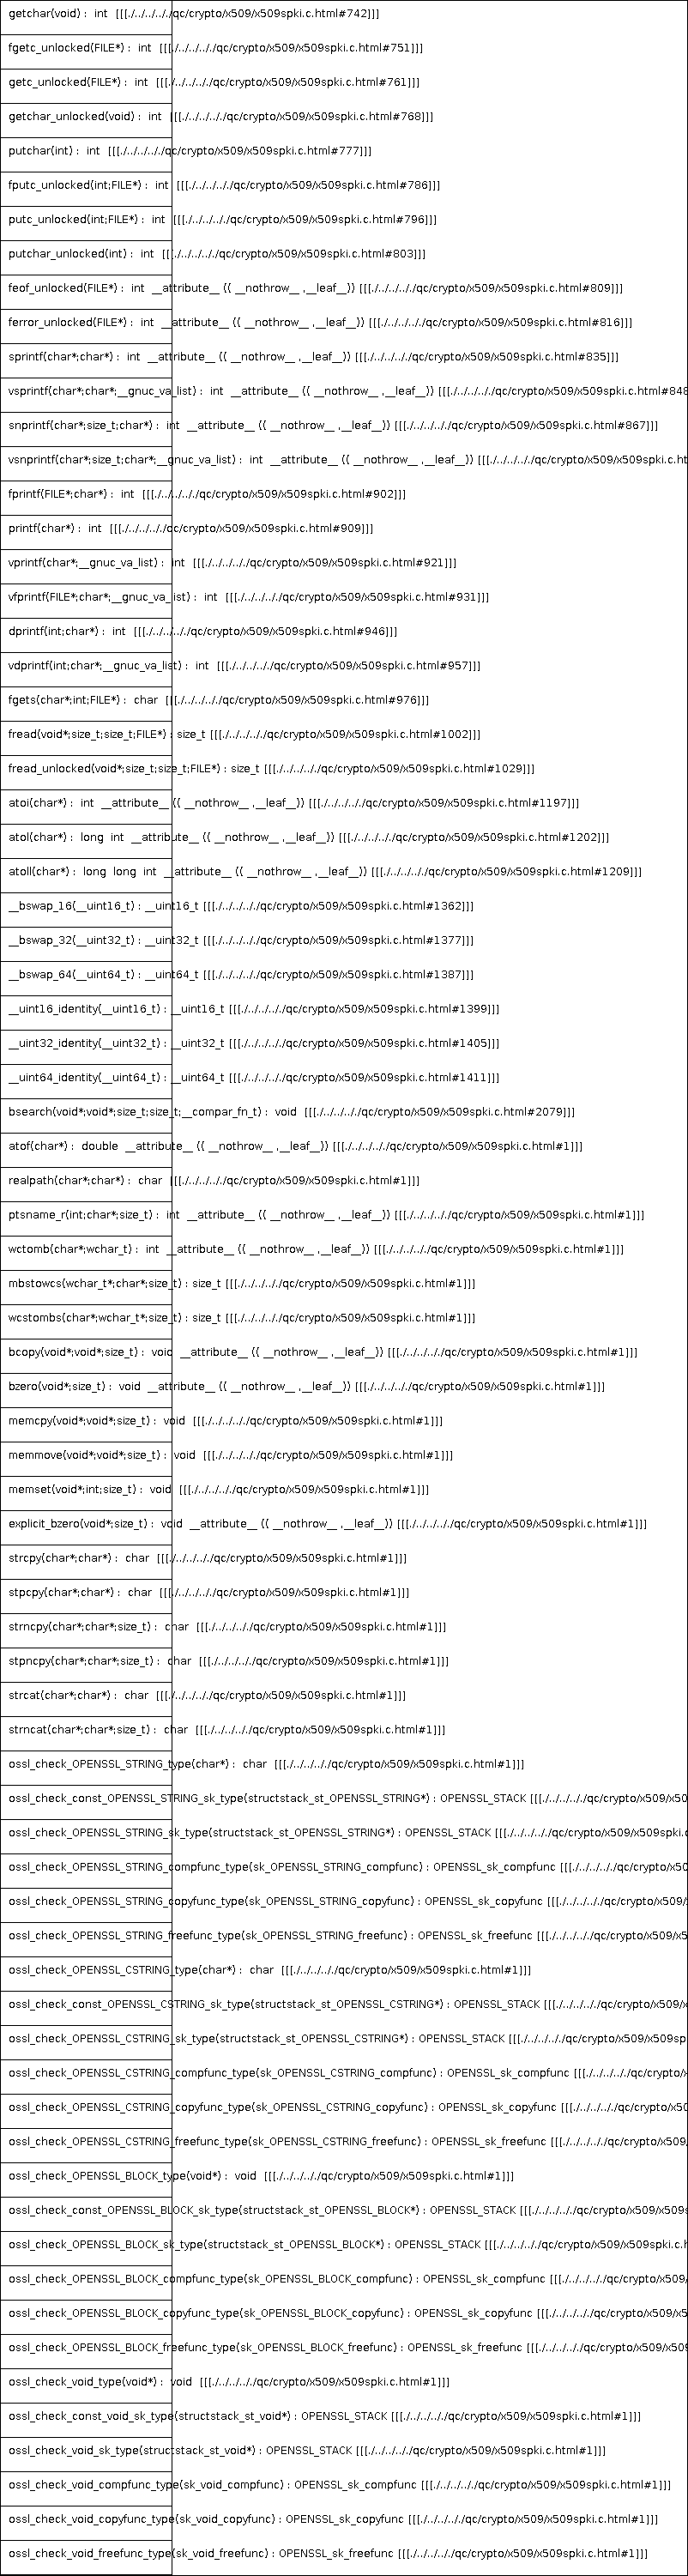 getchar(void) : int [[[./../../.././qc/crypto/x509/x509spki.c.html#742]]]
fgetc_unlocked(FILE*) : int [[[./../../.././qc/crypto/x509/x509spki.c.html#751]]]
getc_unlocked(FILE*) : int [[[./../../.././qc/crypto/x509/x509spki.c.html#761]]]
getchar_unlocked(void) : int [[[./../../.././qc/crypto/x509/x509spki.c.html#768]]]
putchar(int) : int [[[./../../.././qc/crypto/x509/x509spki.c.html#777]]]
fputc_unlocked(int;FILE*) : int [[[./../../.././qc/crypto/x509/x509spki.c.html#786]]]
putc_unlocked(int;FILE*) : int [[[./../../.././qc/crypto/x509/x509spki.c.html#796]]]
putchar_unlocked(int) : int [[[./../../.././qc/crypto/x509/x509spki.c.html#803]]]
feof_unlocked(FILE*) : int __attribute__ (( __nothrow__ ,__leaf__)) [[[./../../.././qc/crypto/x509/x509spki.c.html#809]]]
ferror_unlocked(FILE*) : int __attribute__ (( __nothrow__ ,__leaf__)) [[[./../../.././qc/crypto/x509/x509spki.c.html#816]]]
sprintf(char*;char*) : int __attribute__ (( __nothrow__ ,__leaf__)) [[[./../../.././qc/crypto/x509/x509spki.c.html#835]]]
vsprintf(char*;char*;__gnuc_va_list) : int __attribute__ (( __nothrow__ ,__leaf__)) [[[./../../.././qc/crypto/x509/x509spki.c.html#848
snprintf(char*;size_t;char*) : int __attribute__ (( __nothrow__ ,__leaf__)) [[[./../../.././qc/crypto/x509/x509spki.c.html#867]]]
vsnprintf(char*;size_t;char*;__gnuc_va_list) : int __attribute__ (( __nothrow__ ,__leaf__)) [[[./../../.././qc/crypto/x509/x509spki.c.ht
fprintf(FILE*;char*) : int [[[./../../.././qc/crypto/x509/x509spki.c.html#902]]]
printf(char*) : int [[[./../../.././qc/crypto/x509/x509spki.c.html#909]]]
vprintf(char*;__gnuc_va_list) : int [[[./../../.././qc/crypto/x509/x509spki.c.html#921]]]
vfprintf(FILE*;char*;__gnuc_va_list) : int [[[./../../.././qc/crypto/x509/x509spki.c.html#931]]]
dprintf(int;char*) : int [[[./../../.././qc/crypto/x509/x509spki.c.html#946]]]
vdprintf(int;char*;__gnuc_va_list) : int [[[./../../.././qc/crypto/x509/x509spki.c.html#957]]]
fgets(char*;int;FILE*) : char [[[./../../.././qc/crypto/x509/x509spki.c.html#976]]]
fread(void*;size_t;size_t;FILE*) : size_t [[[./../../.././qc/crypto/x509/x509spki.c.html#1002]]]
fread_unlocked(void*;size_t;size_t;FILE*) : size_t [[[./../../.././qc/crypto/x509/x509spki.c.html#1029]]]
atoi(char*) : int __attribute__ (( __nothrow__ ,__leaf__)) [[[./../../.././qc/crypto/x509/x509spki.c.html#1197]]]
atol(char*) : long int __attribute__ (( __nothrow__ ,__leaf__)) [[[./../../.././qc/crypto/x509/x509spki.c.html#1202]]]
atoll(char*) : long long int __attribute__ (( __nothrow__ ,__leaf__)) [[[./../../.././qc/crypto/x509/x509spki.c.html#1209]]]
__bswap_16(__uint16_t) : __uint16_t [[[./../../.././qc/crypto/x509/x509spki.c.html#1362]]]
__bswap_32(__uint32_t) : __uint32_t [[[./../../.././qc/crypto/x509/x509spki.c.html#1377]]]
__bswap_64(__uint64_t) : __uint64_t [[[./../../.././qc/crypto/x509/x509spki.c.html#1387]]]
__uint16_identity(__uint16_t) : __uint16_t [[[./../../.././qc/crypto/x509/x509spki.c.html#1399]]]
__uint32_identity(__uint32_t) : __uint32_t [[[./../../.././qc/crypto/x509/x509spki.c.html#1405]]]
__uint64_identity(__uint64_t) : __uint64_t [[[./../../.././qc/crypto/x509/x509spki.c.html#1411]]]
bsearch(void*;void*;size_t;size_t;__compar_fn_t) : void [[[./../../.././qc/crypto/x509/x509spki.c.html#2079]]]
atof(char*) : double __attribute__ (( __nothrow__ ,__leaf__)) [[[./../../.././qc/crypto/x509/x509spki.c.html#1]]]
realpath(char*;char*) : char [[[./../../.././qc/crypto/x509/x509spki.c.html#1]]]
ptsname_r(int;char*;size_t) : int __attribute__ (( __nothrow__ ,__leaf__)) [[[./../../.././qc/crypto/x509/x509spki.c.html#1]]]
wctomb(char*;wchar_t) : int __attribute__ (( __nothrow__ ,__leaf__)) [[[./../../.././qc/crypto/x509/x509spki.c.html#1]]]
mbstowcs(wchar_t*;char*;size_t) : size_t [[[./../../.././qc/crypto/x509/x509spki.c.html#1]]]
wcstombs(char*;wchar_t*;size_t) : size_t [[[./../../.././qc/crypto/x509/x509spki.c.html#1]]]
bcopy(void*;void*;size_t) : void __attribute__ (( __nothrow__ ,__leaf__)) [[[./../../.././qc/crypto/x509/x509spki.c.html#1]]]
bzero(void*;size_t) : void __attribute__ (( __nothrow__ ,__leaf__)) [[[./../../.././qc/crypto/x509/x509spki.c.html#1]]]
memcpy(void*;void*;size_t) : void [[[./../../.././qc/crypto/x509/x509spki.c.html#1]]]
memmove(void*;void*;size_t) : void [[[./../../.././qc/crypto/x509/x509spki.c.html#1]]]
memset(void*;int;size_t) : void [[[./../../.././qc/crypto/x509/x509spki.c.html#1]]]
explicit_bzero(void*;size_t) : void __attribute__ (( __nothrow__ ,__leaf__)) [[[./../../.././qc/crypto/x509/x509spki.c.html#1]]]
strcpy(char*;char*) : char [[[./../../.././qc/crypto/x509/x509spki.c.html#1]]]
stpcpy(char*;char*) : char [[[./../../.././qc/crypto/x509/x509spki.c.html#1]]]
strncpy(char*;char*;size_t) : char [[[./../../.././qc/crypto/x509/x509spki.c.html#1]]]
stpncpy(char*;char*;size_t) : char [[[./../../.././qc/crypto/x509/x509spki.c.html#1]]]
strcat(char*;char*) : char [[[./../../.././qc/crypto/x509/x509spki.c.html#1]]]
strncat(char*;char*;size_t) : char [[[./../../.././qc/crypto/x509/x509spki.c.html#1]]]
ossl_check_OPENSSL_STRING_type(char*) : char [[[./../../.././qc/crypto/x509/x509spki.c.html#1]]]
ossl_check_const_OPENSSL_STRING_sk_type(structstack_st_OPENSSL_STRING*) : OPENSSL_STACK [[[./../../.././qc/crypto/x509/x50
ossl_check_OPENSSL_STRING_sk_type(structstack_st_OPENSSL_STRING*) : OPENSSL_STACK [[[./../../.././qc/crypto/x509/x509spki.c
ossl_check_OPENSSL_STRING_compfunc_type(sk_OPENSSL_STRING_compfunc) : OPENSSL_sk_compfunc [[[./../../.././qc/crypto/x50
ossl_check_OPENSSL_STRING_copyfunc_type(sk_OPENSSL_STRING_copyfunc) : OPENSSL_sk_copyfunc [[[./../../.././qc/crypto/x509/
ossl_check_OPENSSL_STRING_freefunc_type(sk_OPENSSL_STRING_freefunc) : OPENSSL_sk_freefunc [[[./../../.././qc/crypto/x509/x5
ossl_check_OPENSSL_CSTRING_type(char*) : char [[[./../../.././qc/crypto/x509/x509spki.c.html#1]]]
ossl_check_const_OPENSSL_CSTRING_sk_type(structstack_st_OPENSSL_CSTRING*) : OPENSSL_STACK [[[./../../.././qc/crypto/x509/x
ossl_check_OPENSSL_CSTRING_sk_type(structstack_st_OPENSSL_CSTRING*) : OPENSSL_STACK [[[./../../.././qc/crypto/x509/x509sp
ossl_check_OPENSSL_CSTRING_compfunc_type(sk_OPENSSL_CSTRING_compfunc) : OPENSSL_sk_compfunc [[[./../../.././qc/crypto/x
ossl_check_OPENSSL_CSTRING_copyfunc_type(sk_OPENSSL_CSTRING_copyfunc) : OPENSSL_sk_copyfunc [[[./../../.././qc/crypto/x50
ossl_check_OPENSSL_CSTRING_freefunc_type(sk_OPENSSL_CSTRING_freefunc) : OPENSSL_sk_freefunc [[[./../../.././qc/crypto/x509,
ossl_check_OPENSSL_BLOCK_type(void*) : void [[[./../../.././qc/crypto/x509/x509spki.c.html#1]]]
ossl_check_const_OPENSSL_BLOCK_sk_type(structstack_st_OPENSSL_BLOCK*) : OPENSSL_STACK [[[./../../.././qc/crypto/x509/x509s
ossl_check_OPENSSL_BLOCK_sk_type(structstack_st_OPENSSL_BLOCK*) : OPENSSL_STACK [[[./../../.././qc/crypto/x509/x509spki.c.h
ossl_check_OPENSSL_BLOCK_compfunc_type(sk_OPENSSL_BLOCK_compfunc) : OPENSSL_sk_compfunc [[[./../../.././qc/crypto/x509/
ossl_check_OPENSSL_BLOCK_copyfunc_type(sk_OPENSSL_BLOCK_copyfunc) : OPENSSL_sk_copyfunc [[[./../../.././qc/crypto/x509/x5
ossl_check_OPENSSL_BLOCK_freefunc_type(sk_OPENSSL_BLOCK_freefunc) : OPENSSL_sk_freefunc [[[./../../.././qc/crypto/x509/x509
ossl_check_void_type(void*) : void [[[./../../.././qc/crypto/x509/x509spki.c.html#1]]]
ossl_check_const_void_sk_type(structstack_st_void*) : OPENSSL_STACK [[[./../../.././qc/crypto/x509/x509spki.c.html#1]]]
ossl_check_void_sk_type(structstack_st_void*) : OPENSSL_STACK [[[./../../.././qc/crypto/x509/x509spki.c.html#1]]]
ossl_check_void_compfunc_type(sk_void_compfunc) : OPENSSL_sk_compfunc [[[./../../.././qc/crypto/x509/x509spki.c.html#1]]]
ossl_check_void_copyfunc_type(sk_void_copyfunc) : OPENSSL_sk_copyfunc [[[./../../.././qc/crypto/x509/x509spki.c.html#1]]]
ossl_check_void_freefunc_type(sk_void_freefunc) : OPENSSL_sk_freefunc [[[./../../.././qc/crypto/x509/x509spki.c.html#1]]]